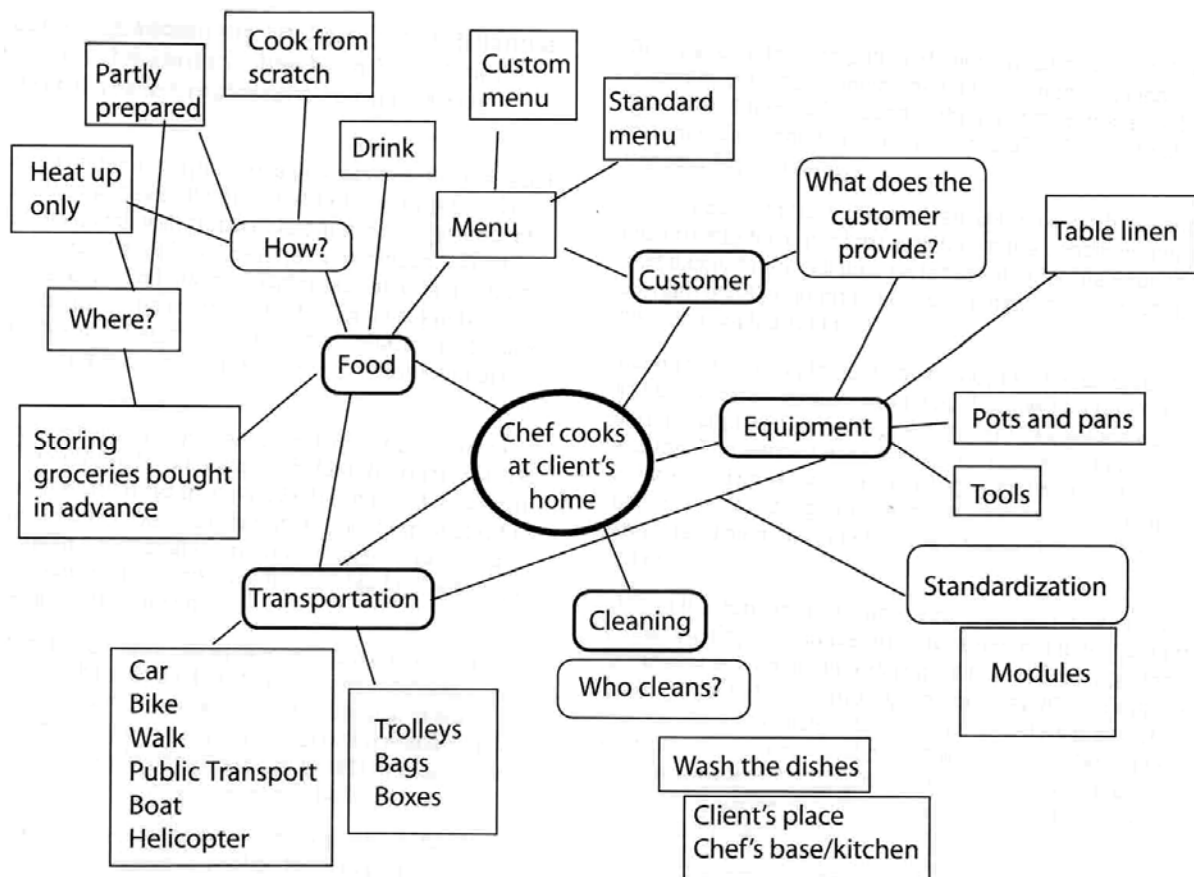 Cook from
scratch
Partly
prepared
Custom
menu
Standard
menu
Drink
Heat up
only
How?
Menu
What does the
customer
provide?
Table linen
Customer
Where?
Food
Chef cooks
at client's
home
Equipment
Pots and pans
Storing
groceries bought
in advance
Tools
Transportation
Standardization
Cleaning
Modules
Who cleans?
Car
Bike
Walk
Public Transport
Boat
Helicopter
Trolleys
Bags
Boxes
Wash the dishes
Client's place
Chef's base/kitchen